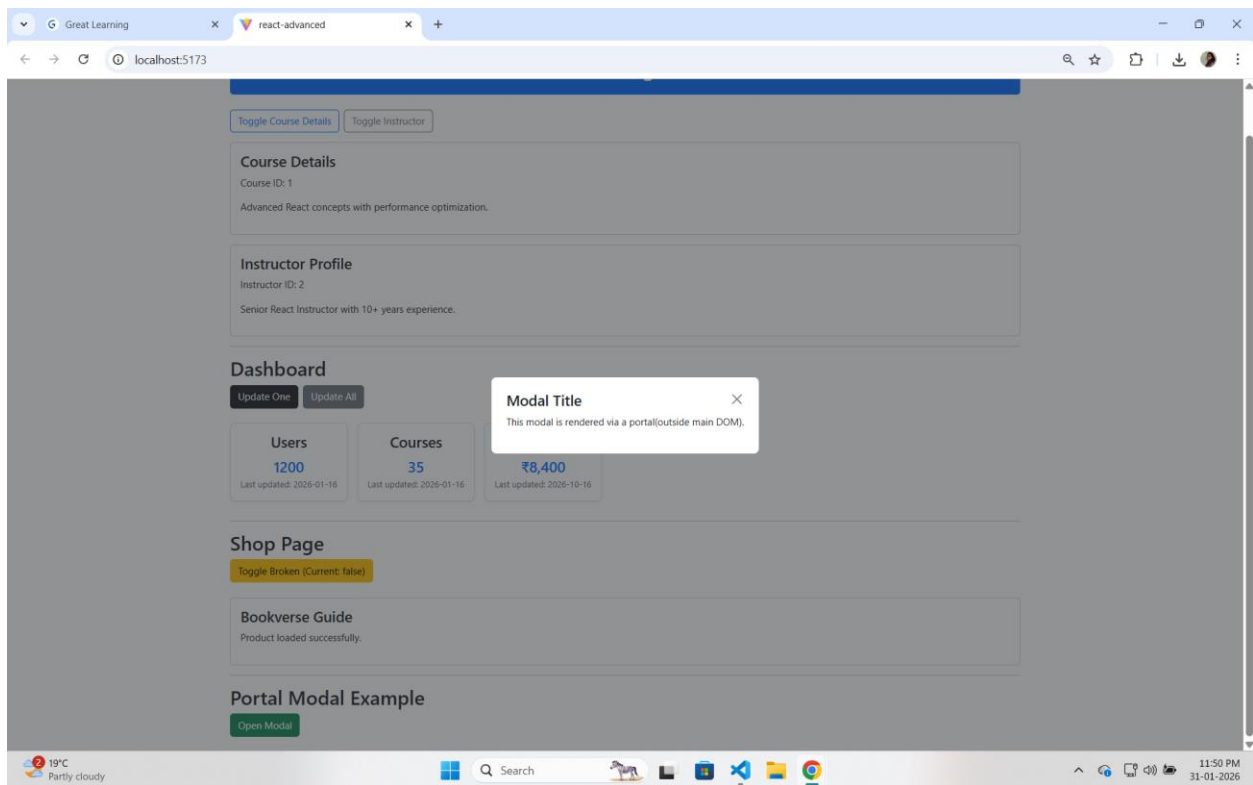 Great Learning
react-advanced
localhost:5173
Toggle Course Details
Toggle Instructor
Course Details
Course ID: 1
Advanced React concepts with performance optimization.
Instructor Profile
Instructor ID: 2
Senior React Instructor with 10+ years experience.
Dashboard
Update One
Update All
Modal Title
This modal is rendered via a portal(outside main DOM).
Users
1200
Last updated: 2026-01-16
Courses
35
Last updated: 2026-01-16
₹8,400
Last updated: 2026-10-16
Shop Page
Toggle Broken (Current: false)
Bookverse Guide
Product loaded successfully.
Portal Modal Example
Open Modal
2
19°C
Partly cloudy
Search
11:50 PM
31-01-2026